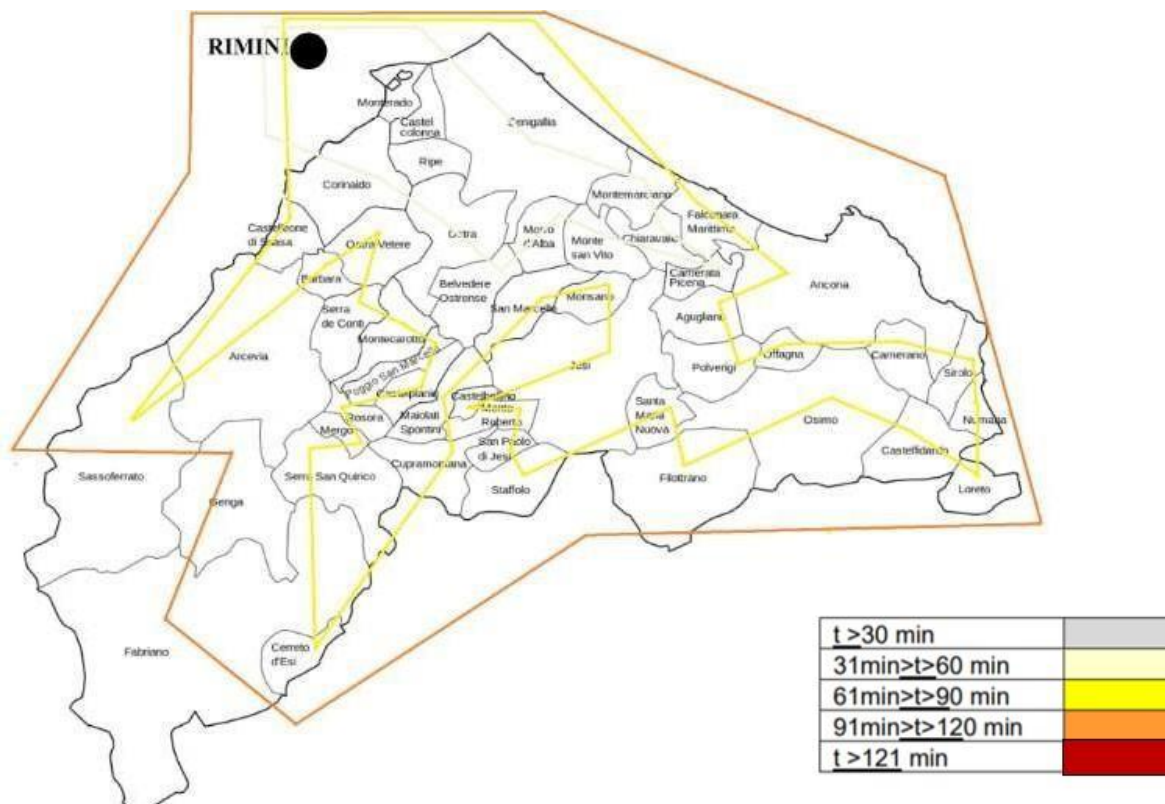 RIMINI
Monterado
Castel
colonna
Senigallia
Ripe
Corinaldo
Montemarciano
Castelleone
di Suasa
Ostra Vetere
Ostra
Morro
d'Alba
Monte
san Vito
Chiaravalle
Falconara
Marittima
Barbara
Belvedere
Ostrense
Camerata
Picena
Ancona
Serra
de Conti
San Marcello
Monsano
Agugliano
Arcevia
Montecarotto
Poggio San Marcello
Jesi
Polverigi
Offagna
Camerano
Sirolo
Castelplanio
Castelbellino
Monte
Roberto
Rosora
Mergo
Maiolati
Spontini
Santa
Maria
Nuova
Osimo
Numana
San Paolo
di Jesi
Cupramontana
Castelfidardo
Sassoferrato
Genga
Serra San Quirico
Staffolo
Filottrano
Loreto
Fabriano
Cerreto
d'Esi
t >30 min
31min>t>60 min
61min>t>90 min
91min>t>120 min
t >121 min